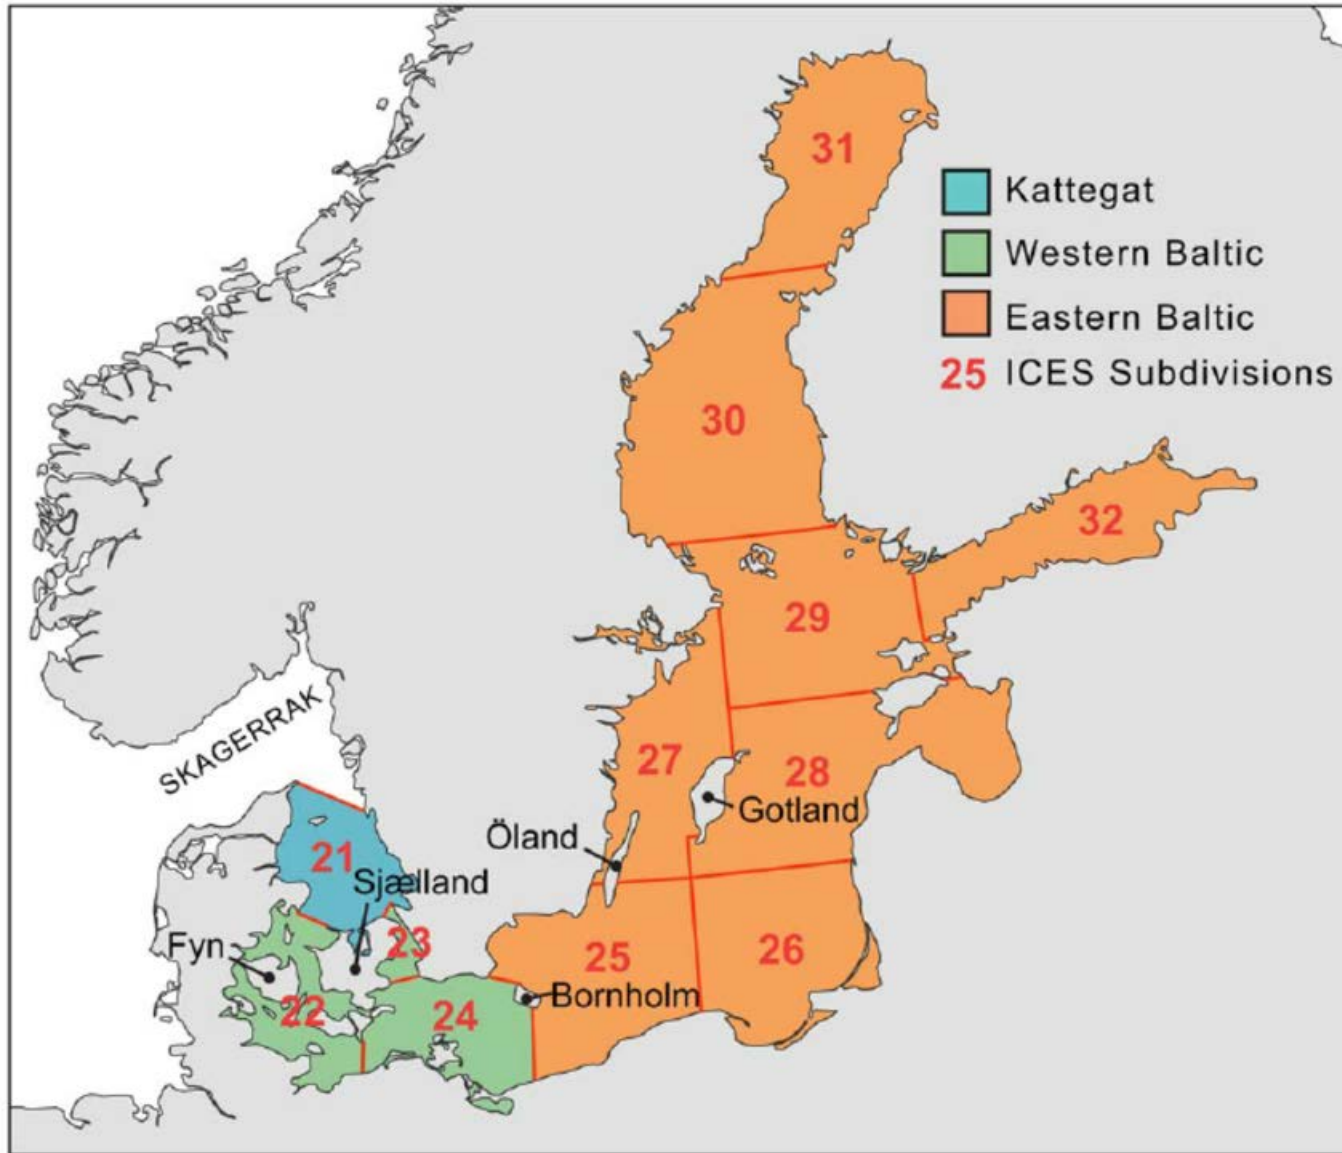 31
Kattegat
Western Baltic
Eastern Baltic
25 ICES Subdivisions
30
32
29
SKAGERRAK
27
28
Gotland
Öland
21
Sjælland
23
Fyn
25
26
22
24
Bornholm